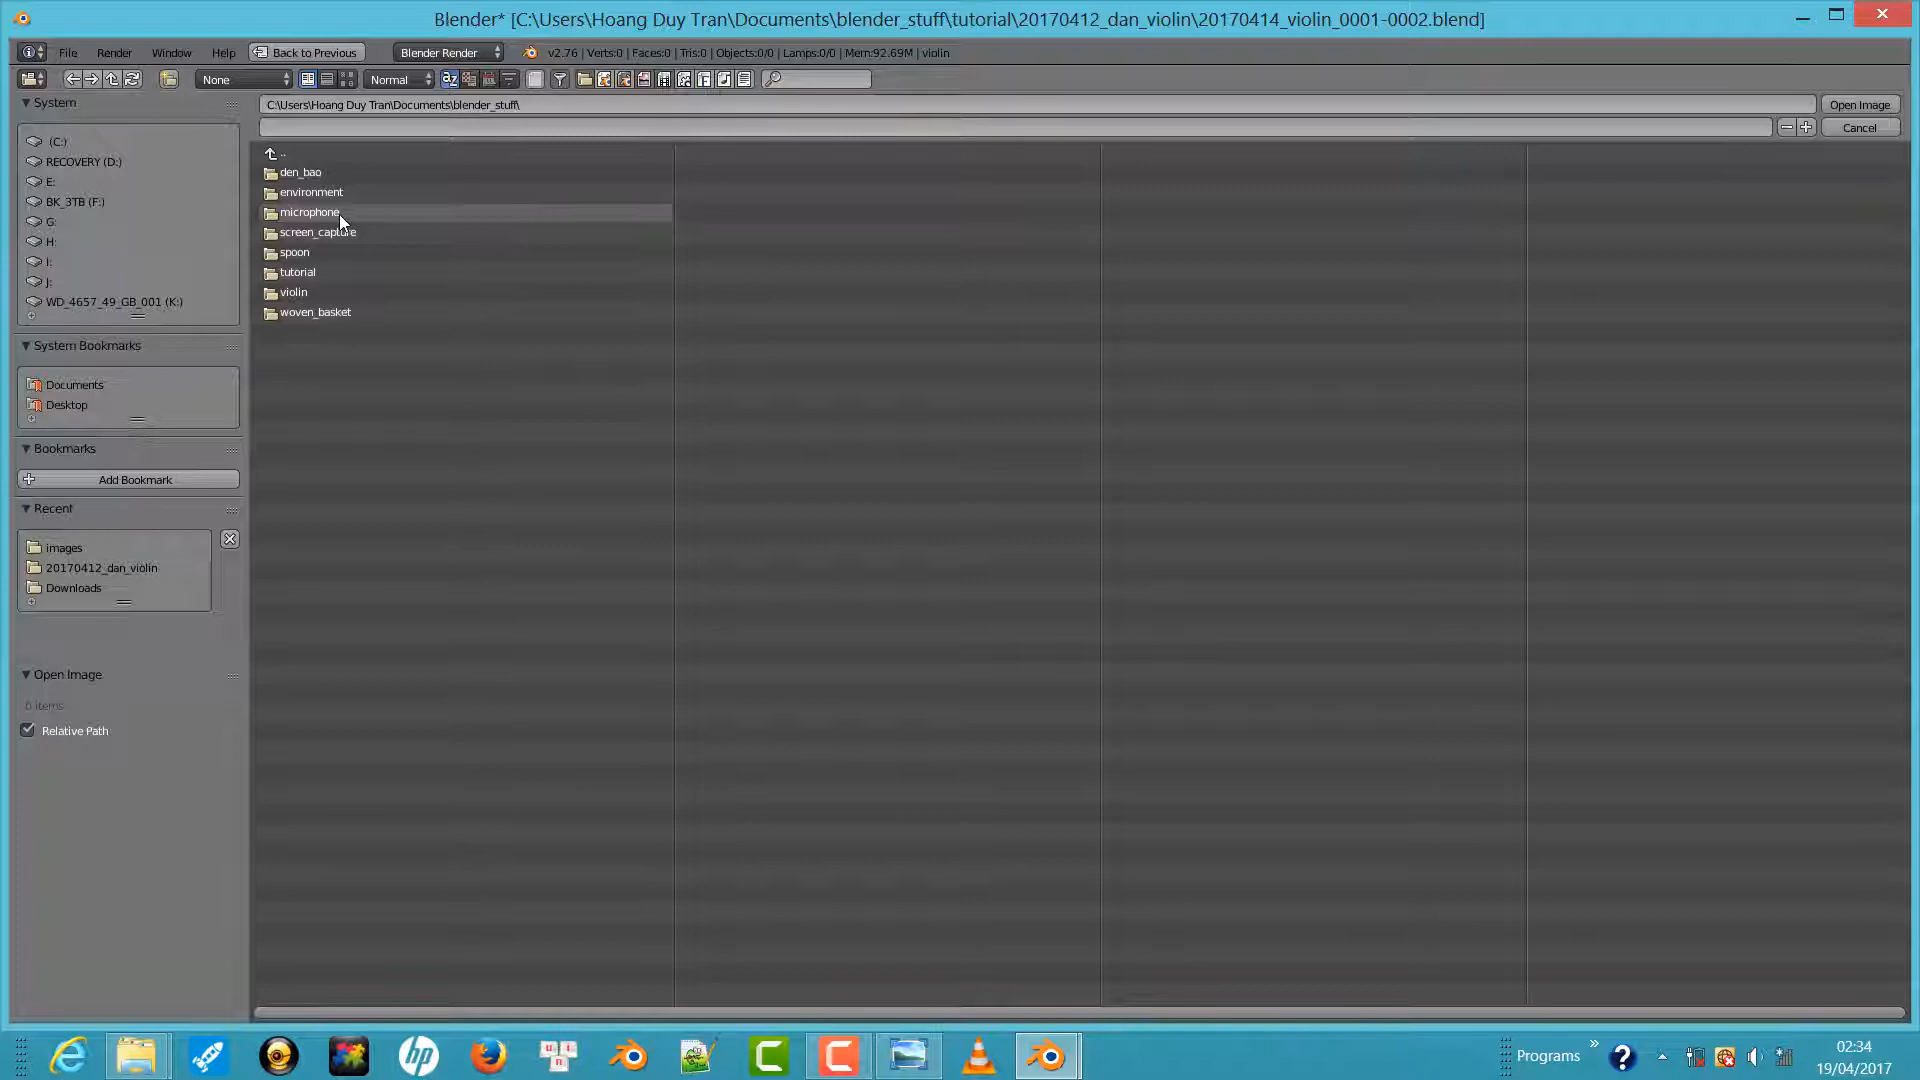 Blender* [C:\Users\Hoang Duy Tran\Documents\blender_stuff\tutorial\20170412_dan_violin\20170414_violin_0001-0002.blend]
File Render Window Help Back to Previous Blender Render v2.76 | Verts:0 | Faces:0 | Tris:0 | Objects:0/0 | Lamps:0/0 | Mem:92.69M | violin
None Normal
System
C:\Users\Hoang Duy Tran\Documents\blender_stuff\ Open Image
Cancel
(C:)
RECOVERY (D:)
E:
BK_3TB (F:)
G:
H:
I:
J:
WD_4657_49_GB_001 (K:)
..
den_bao
environment
microphone
screen_capture
spoon
tutorial
violin
woven_basket
System Bookmarks
Documents
Desktop
Bookmarks
Add Bookmark
Recent
images
20170412_dan_violin
Downloads
Open Image
0 items
Relative Path
Programs
02:34
19/04/2017